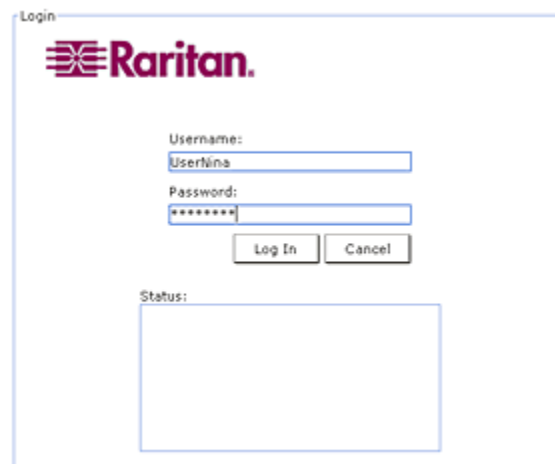 Login
Raritan.
Username:
UserNina
Password:
********
Log In Cancel
Status: